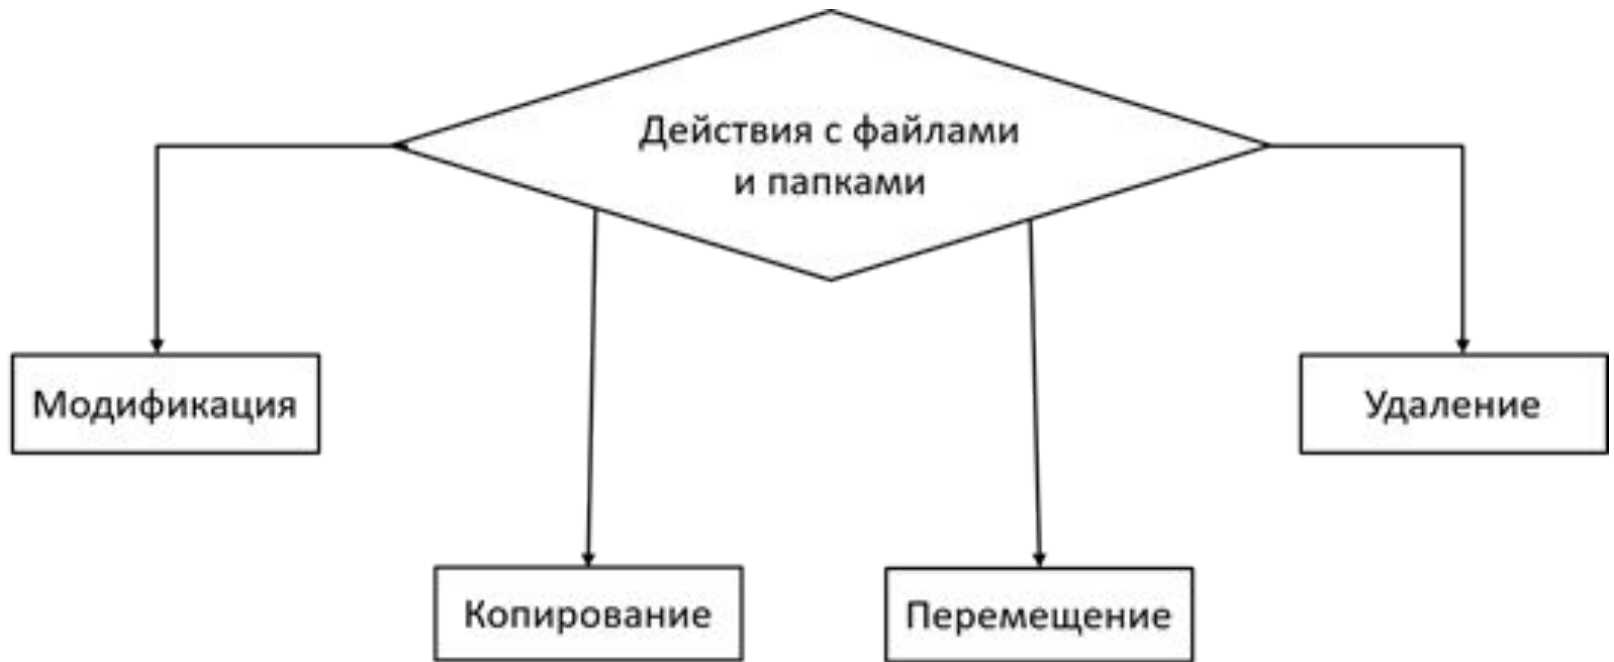 Действия с файлами
и папками
Модификация
Удаление
Копирование
Перемещение